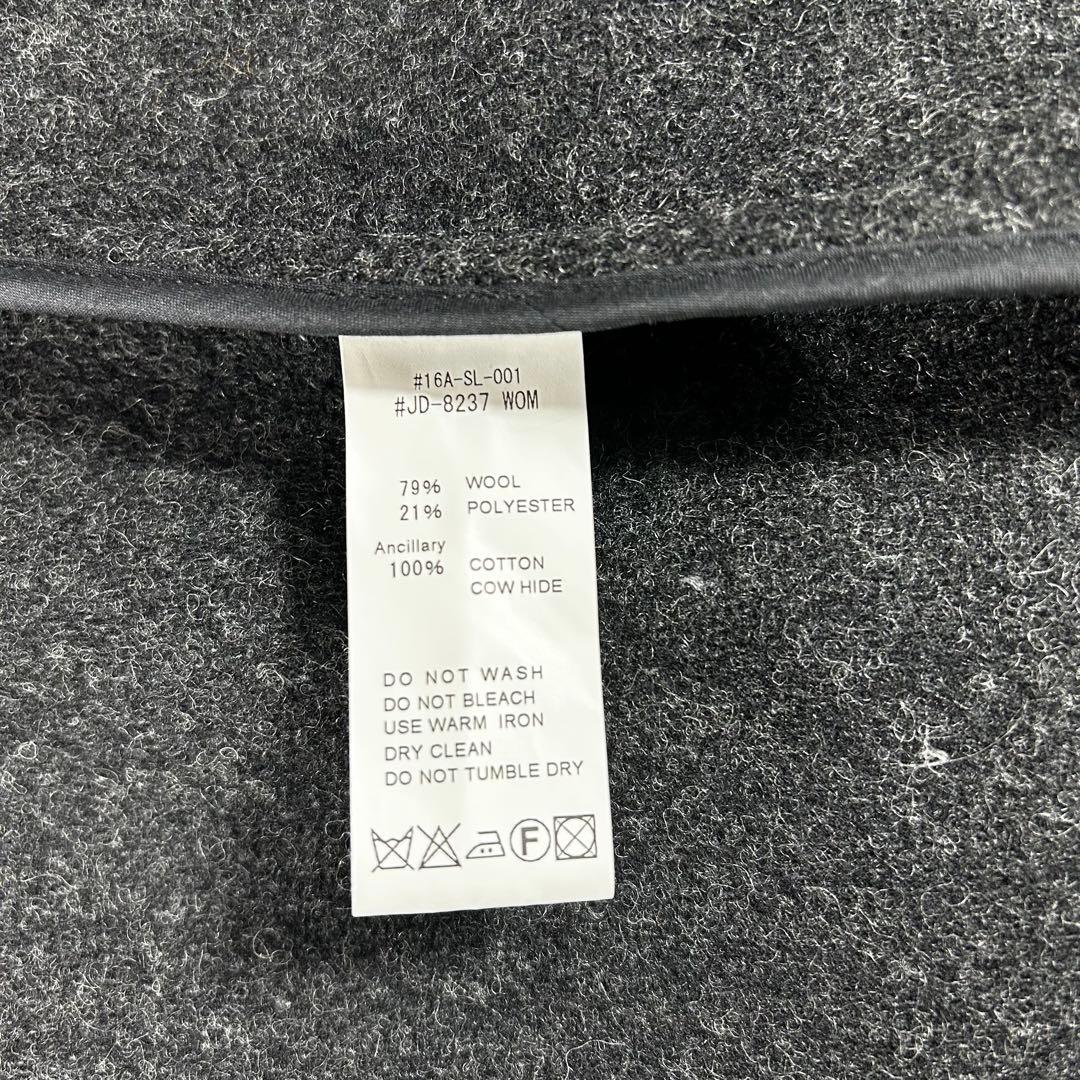 #16A-SL-001
#JD-8237 WOM
79% WOOL
21% POLYESTER
Ancillary
100% COTTON
COW HIDE
DO NOT WASH
DO NOT BLEACH
USE WARM IRON
DRY CLEAN
DO NOT TUMBLE DRY
F